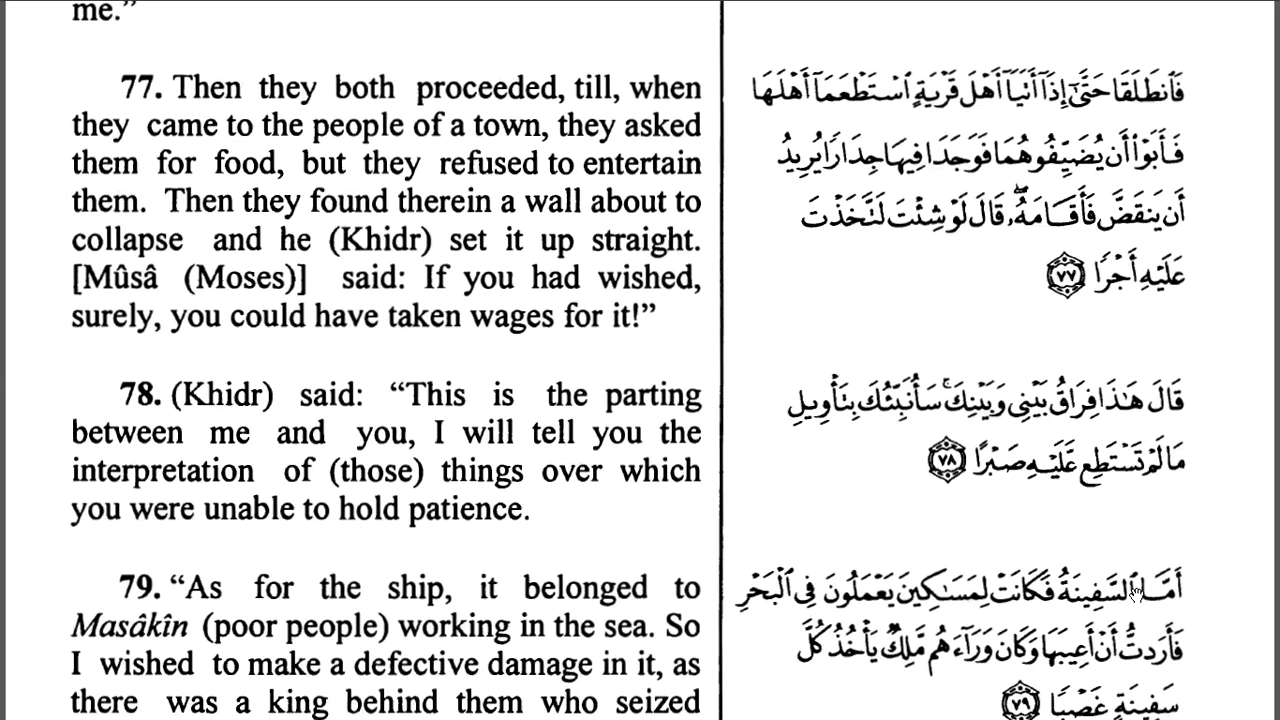 me.”
77. Then they both proceeded, till, when
they came to the people of a town, they asked
them for food, but they refused to entertain
them. Then they found therein a wall about to
collapse and he (Khidr) set it up straight.
[Mûsâ (Moses)] said: If you had wished,
surely, you could have taken wages for it!”
فَٱنطَلَقَا حَتَّىٰٓ إِذَآ أَتَيَآ أَهْلَ قَرْيَةٍ ٱسْتَطْعَمَآ أَهْلَهَا
فَأَبَوْا۟ أَن يُضَيِّفُوهُمَا فَوَجَدَا فِيهَا جِدَارًا يُرِيدُ
أَن يَنقَضَّ فَأَقَامَهُۥ ۖ قَالَ لَوْ شِئْتَ لَتَّخَذْتَ
عَلَيْهِ أَجْرًا ٧٧
78. (Khidr) said: “This is the parting
between me and you, I will tell you the
interpretation of (those) things over which
you were unable to hold patience.
قَالَ هَـٰذَا فِرَاقُ بَيْنِى وَبَيْنِكَ ۚ سَأُنَبِّئُكَ بِتَأْوِيلِ
مَا لَمْ تَسْتَطِع عَّلَيْهِ صَبْرًا ٧٨
79. “As for the ship, it belonged to
Masâkîn (poor people) working in the sea. So
I wished to make a defective damage in it, as
there was a king behind them who seized
أَمَّا ٱلسَّفِينَةُ فَكَانَتْ لِمَسَـٰكِينَ يَعْمَلُونَ فِى ٱلْبَحْرِ
فَأَرَدتُّ أَنْ أَعِيبَهَا وَكَانَ وَرَآءَهُم مَّلِكٌ يَأْخُذُ كُلَّ
سَفِينَةٍ غَصْبًا ٧٩